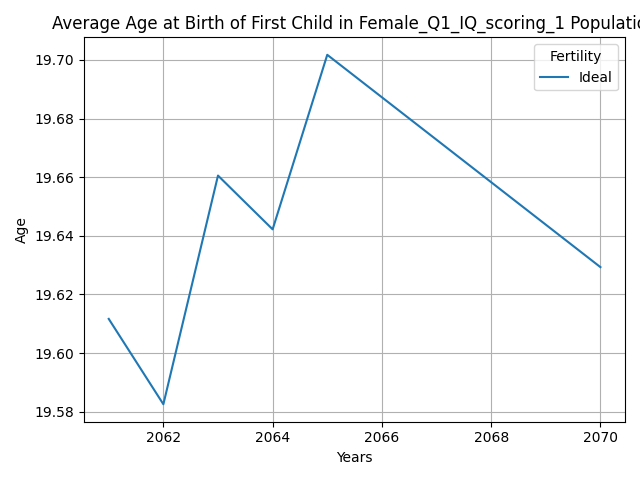 Average Age at Birth of First Child in Female_Q1_IQ_scoring_1 Populatio
Fertility
Ideal
19.70
19.68
19.66
19.64
19.62
19.60
19.58
Age
2062 2064 2066 2068 2070
Years